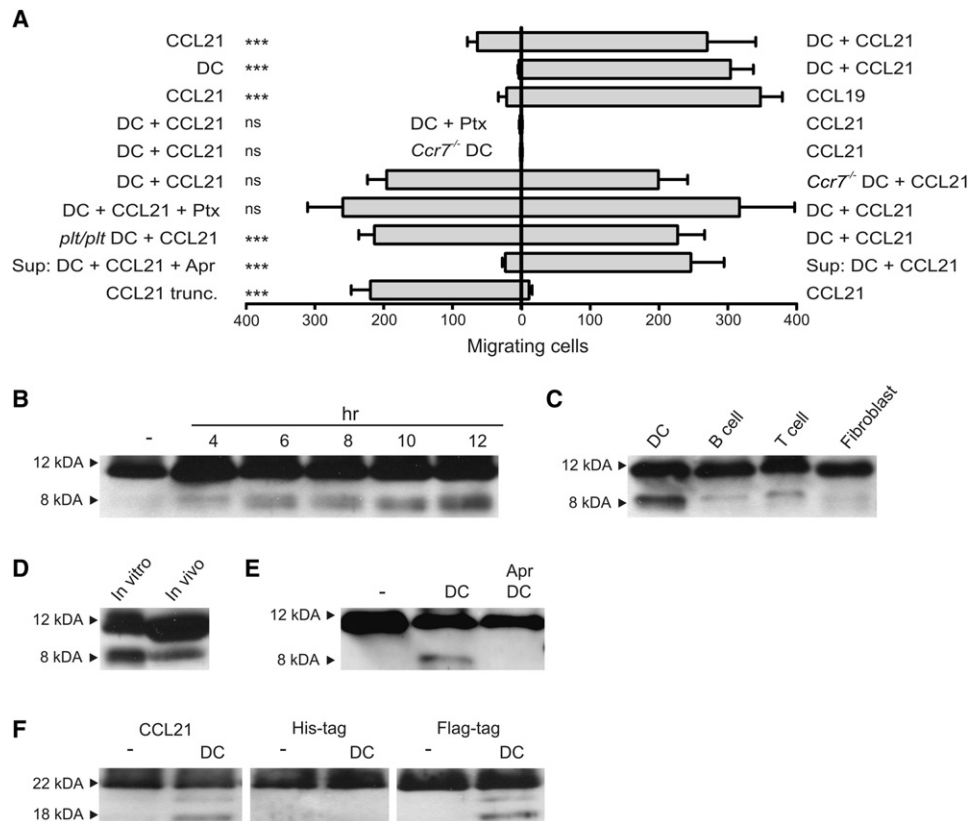 A
CCL21 *** DC + CCL21
DC *** DC + CCL21
CCL21 *** CCL19
DC + CCL21 ns DC + Ptx CCL21
DC + CCL21 ns Ccr7-/- DC CCL21
DC + CCL21 ns Ccr7-/- DC + CCL21
DC + CCL21 + Ptx ns DC + CCL21
plt/plt DC + CCL21 *** DC + CCL21
Sup: DC + CCL21 + Apr *** Sup: DC + CCL21
CCL21 trunc. *** CCL21
400 300 200 100 0 100 200 300 400
Migrating cells
B
hr
- 4 6 8 10 12
12 kDA
8 kDA
C
DC B cell T cell Fibroblast
12 kDA
8 kDA
D
In vitro In vivo
12 kDA
8 kDA
E
- DC Apr DC
12 kDA
8 kDA
F
CCL21 His-tag Flag-tag
- DC - DC - DC
22 kDA
18 kDA